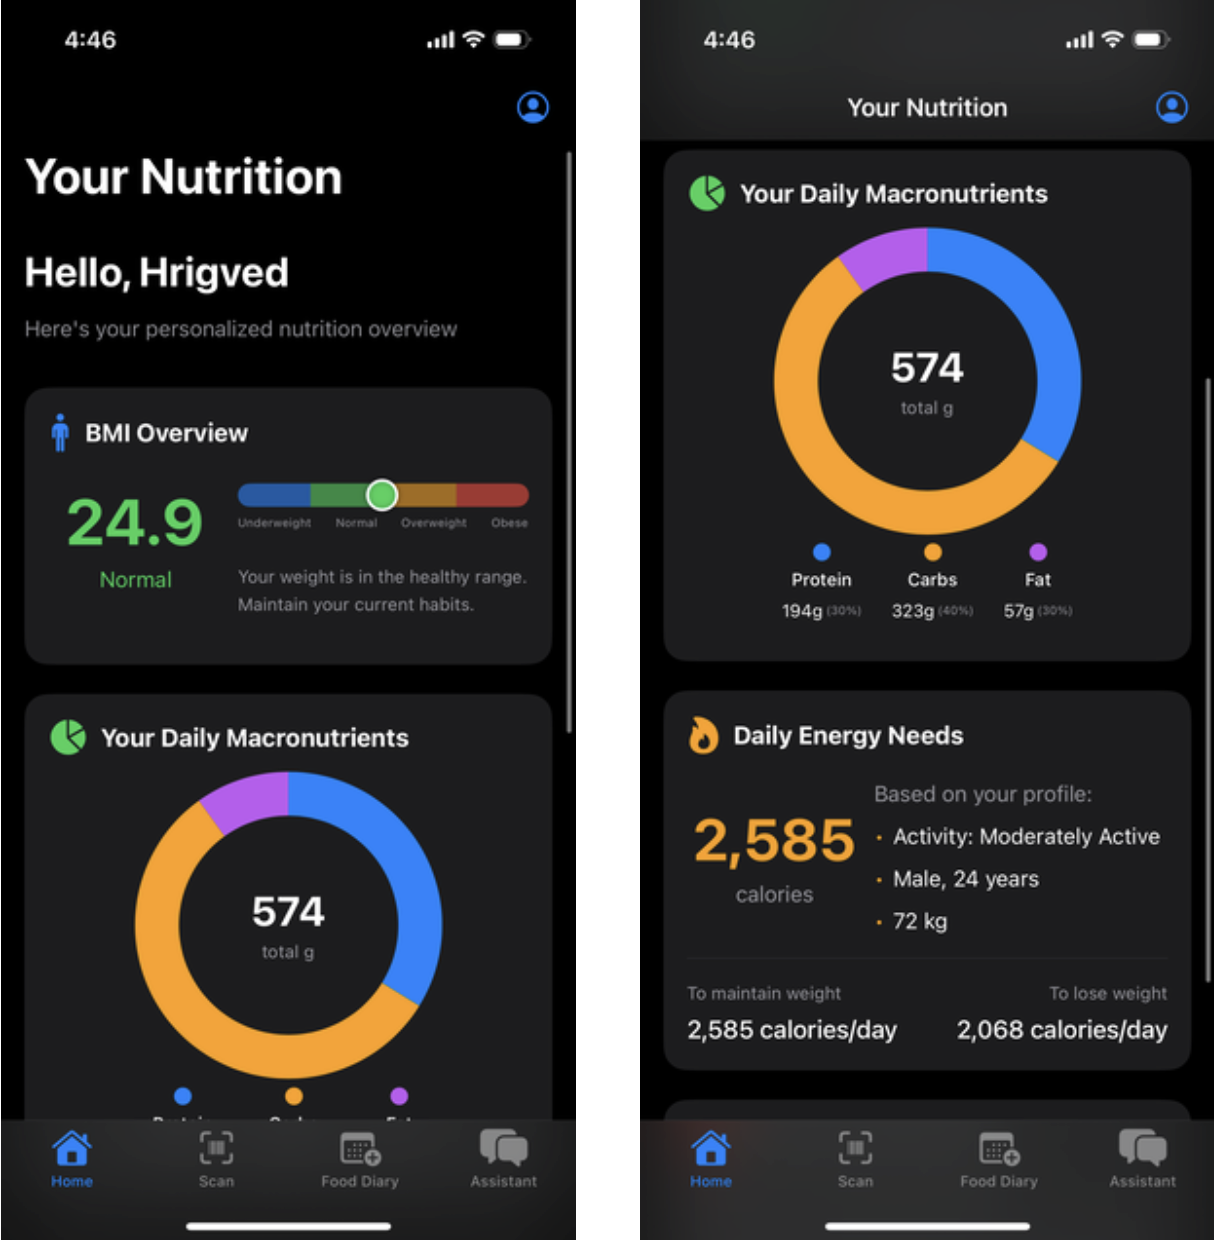 4:46
Your Nutrition
Hello, Hrigved
Here's your personalized nutrition overview
BMI Overview
24.9
Normal
Underweight Normal Overweight Obese
Your weight is in the healthy range.
Maintain your current habits.
Your Daily Macronutrients
574
total g
Home Scan Food Diary Assistant
4:46
Your Nutrition
Your Daily Macronutrients
574
total g
Protein Carbs Fat
194g (30%) 323g (40%) 57g (30%)
Daily Energy Needs
2,585
calories
Based on your profile:
• Activity: Moderately Active
• Male, 24 years
• 72 kg
To maintain weight To lose weight
2,585 calories/day 2,068 calories/day
Home Scan Food Diary Assistant